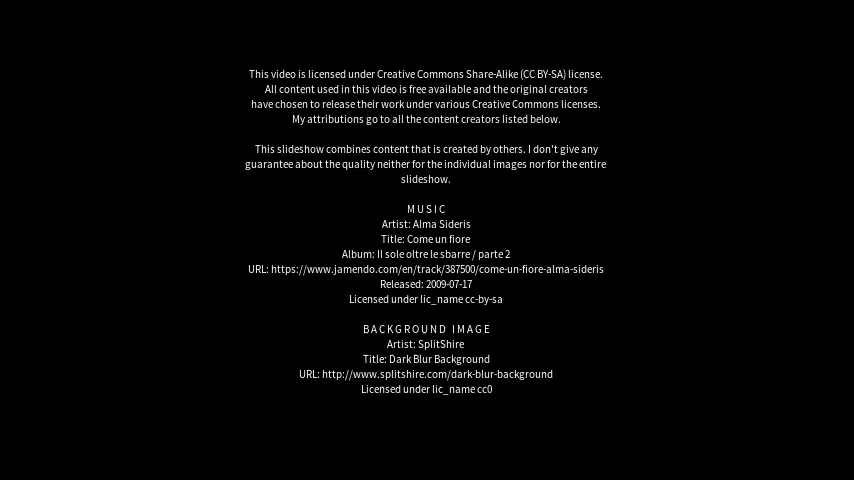 This video is licensed under Creative Commons Share-Alike (CC BY-SA) license.
All content used in this video is free available and the original creators
have chosen to release their work under various Creative Commons licenses.
My attributions go to all the content creators listed below.
This slideshow combines content that is created by others. I don't give any
guarantee about the quality neither for the individual images nor for the entire
slideshow.
MUSIC
Artist: Alma Sideris
Title: Come un fiore
Album: Il sole oltre le sbarre / parte 2
URL: https://www.jamendo.com/en/track/387500/come-un-fiore-alma-sideris
Released: 2009-07-17
Licensed under lic_name cc-by-sa
BACKGROUND IMAGE
Artist: SplitShire
Title: Dark Blur Background
URL: http://www.splitshire.com/dark-blur-background
Licensed under lic_name cc0